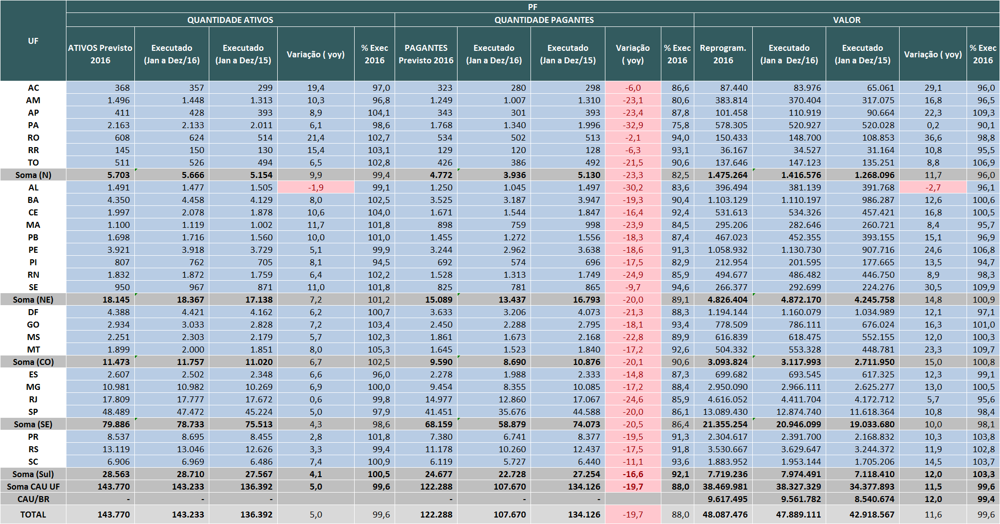 PF
QUANTIDADE ATIVOS QUANTIDADE PAGANTES VALOR
UF ATIVOS Previsto 2016 Executado (Jan a Dez/16) Executado (Jan a Dez/15) Variação ( yoy) % Exec 2016 PAGANTES Previsto 2016 Executado (Jan a Dez/16) Executado (Jan a Dez/15) Variação ( yoy) % Exec 2016 Reprogram. 2016 Executado (Jan a Dez/16) Executado (Jan a Dez/15) Variação ( yoy) % Exec 2016
AC 368 357 299 19,4 97,0 323 280 298 -6,0 86,6 87.440 83.976 65.061 29,1 96,0
AM 1.496 1.448 1.313 10,3 96,8 1.249 1.007 1.310 -23,1 80,6 383.814 370.404 317.075 16,8 96,5
AP 411 428 393 8,9 104,1 343 301 393 -23,4 87,8 101.458 110.919 90.664 22,3 109,3
PA 2.163 2.133 2.011 6,1 98,6 1.768 1.340 1.996 -32,9 75,8 578.305 520.927 520.028 0,2 90,1
RO 608 624 514 21,4 102,7 534 502 513 -2,1 94,0 150.433 148.700 108.853 36,6 98,8
RR 145 150 130 15,4 103,1 129 120 128 -6,3 93,1 36.167 34.527 31.164 10,8 95,5
TO 511 526 494 6,5 102,8 426 386 492 -21,5 90,6 137.646 147.123 135.251 8,8 106,9
Soma (N) 5.703 5.666 5.154 9,9 99,4 4.772 3.936 5.130 -23,3 82,5 1.475.264 1.416.576 1.268.096 11,7 96,0
AL 1.491 1.477 1.505 -1,9 99,1 1.250 1.045 1.497 -30,2 83,6 396.494 381.139 391.768 -2,7 96,1
BA 4.350 4.458 4.129 8,0 102,5 3.525 3.187 3.947 -19,3 90,4 1.103.129 1.110.197 986.287 12,6 100,6
CE 1.997 2.078 1.878 10,6 104,0 1.671 1.544 1.847 -16,4 92,4 531.613 534.326 457.421 16,8 100,5
MA 1.100 1.119 1.002 11,7 101,8 898 759 998 -23,9 84,5 295.206 282.646 260.721 8,4 95,7
PB 1.698 1.716 1.560 10,0 101,0 1.455 1.272 1.556 -18,3 87,4 467.023 452.355 393.155 15,1 96,9
PE 3.921 3.918 3.729 5,1 99,9 3.244 2.962 3.638 -18,6 91,3 1.058.932 1.130.730 907.716 24,6 106,8
PI 807 762 705 8,1 94,5 692 574 696 -17,5 82,9 212.954 201.595 177.665 13,5 94,7
RN 1.832 1.872 1.759 6,4 102,2 1.528 1.313 1.749 -24,9 85,9 494.677 486.482 446.750 8,9 98,3
SE 950 967 871 11,0 101,8 825 781 865 -9,7 94,6 266.377 292.699 224.276 30,5 109,9
Soma (NE) 18.145 18.367 17.138 7,2 101,2 15.089 13.437 16.793 -20,0 89,1 4.826.404 4.872.170 4.245.758 14,8 100,9
DF 4.388 4.421 4.162 6,2 100,7 3.633 3.206 4.073 -21,3 88,3 1.194.144 1.160.079 1.034.989 12,1 97,1
GO 2.934 3.033 2.828 7,2 103,4 2.450 2.288 2.795 -18,1 93,4 778.509 786.111 676.024 16,3 101,0
MS 2.251 2.303 2.179 5,7 102,3 1.861 1.673 2.168 -22,8 89,9 616.839 618.475 552.155 12,0 100,3
MT 1.899 2.000 1.851 8,0 105,3 1.645 1.523 1.840 -17,2 92,6 504.332 553.328 448.781 23,3 109,7
Soma (CO) 11.473 11.757 11.020 6,7 102,5 9.590 8.690 10.876 -20,1 90,6 3.093.824 3.117.993 2.711.950 15,0 100,8
ES 2.607 2.502 2.348 6,6 96,0 2.278 1.988 2.333 -14,8 87,3 699.682 693.545 617.325 12,3 99,1
MG 10.981 10.982 10.269 6,9 100,0 9.454 8.355 10.085 -17,2 88,4 2.950.090 2.966.111 2.625.277 13,0 100,5
RJ 17.809 17.777 17.672 0,6 99,8 14.977 12.860 17.067 -24,6 85,9 4.616.052 4.411.704 4.172.712 5,7 95,6
SP 48.489 47.472 45.224 5,0 97,9 41.451 35.676 44.588 -20,0 86,1 13.089.430 12.874.740 11.618.364 10,8 98,4
Soma (SE) 79.886 78.733 75.513 4,3 98,6 68.159 58.879 74.073 -20,5 86,4 21.355.254 20.946.099 19.033.680 10,0 98,1
PR 8.537 8.695 8.455 2,8 101,8 7.380 6.741 8.377 -19,5 91,3 2.304.617 2.391.700 2.168.832 10,3 103,8
RS 13.119 13.046 12.626 3,3 99,4 11.178 10.260 12.437 -17,5 91,8 3.530.667 3.629.647 3.244.372 11,9 102,8
SC 6.906 6.969 6.486 7,4 100,9 6.119 5.727 6.440 -11,1 93,6 1.883.952 1.953.144 1.705.206 14,5 103,7
Soma (Sul) 28.563 28.710 27.567 4,1 100,5 24.677 22.728 27.254 -16,6 92,1 7.719.236 7.974.491 7.118.410 12,0 103,3
Soma CAU UF 143.770 143.233 136.392 5,0 99,6 122.288 107.670 134.126 -19,7 88,0 38.469.981 38.327.329 34.377.893 11,5 99,6
CAU/BR - - - - - - 9.617.495 9.561.782 8.540.674 12,0 99,4
TOTAL 143.770 143.233 136.392 5,0 99,6 122.288 107.670 134.126 -19,7 88,0 48.087.476 47.889.111 42.918.567 11,6 99,6